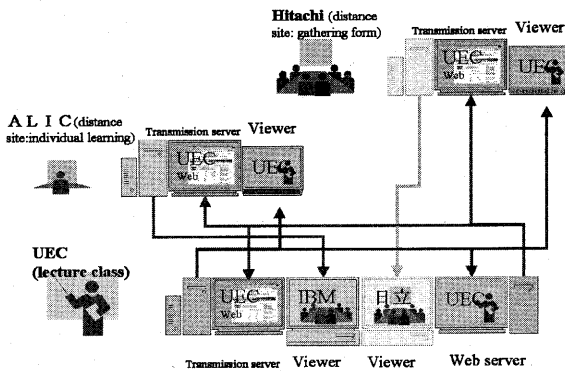 Hitachi (distance
site: gathering form)
Transmission server
Viewer
UEC
Web
UEC
A L I C (distance
site:individual learning)
Transmission server
Viewer
UEC
Web
UEC
UEC
(lecture class)
UEC
Web
IBM
日立
UEC
Transmission server
Viewer
Viewer
Web server